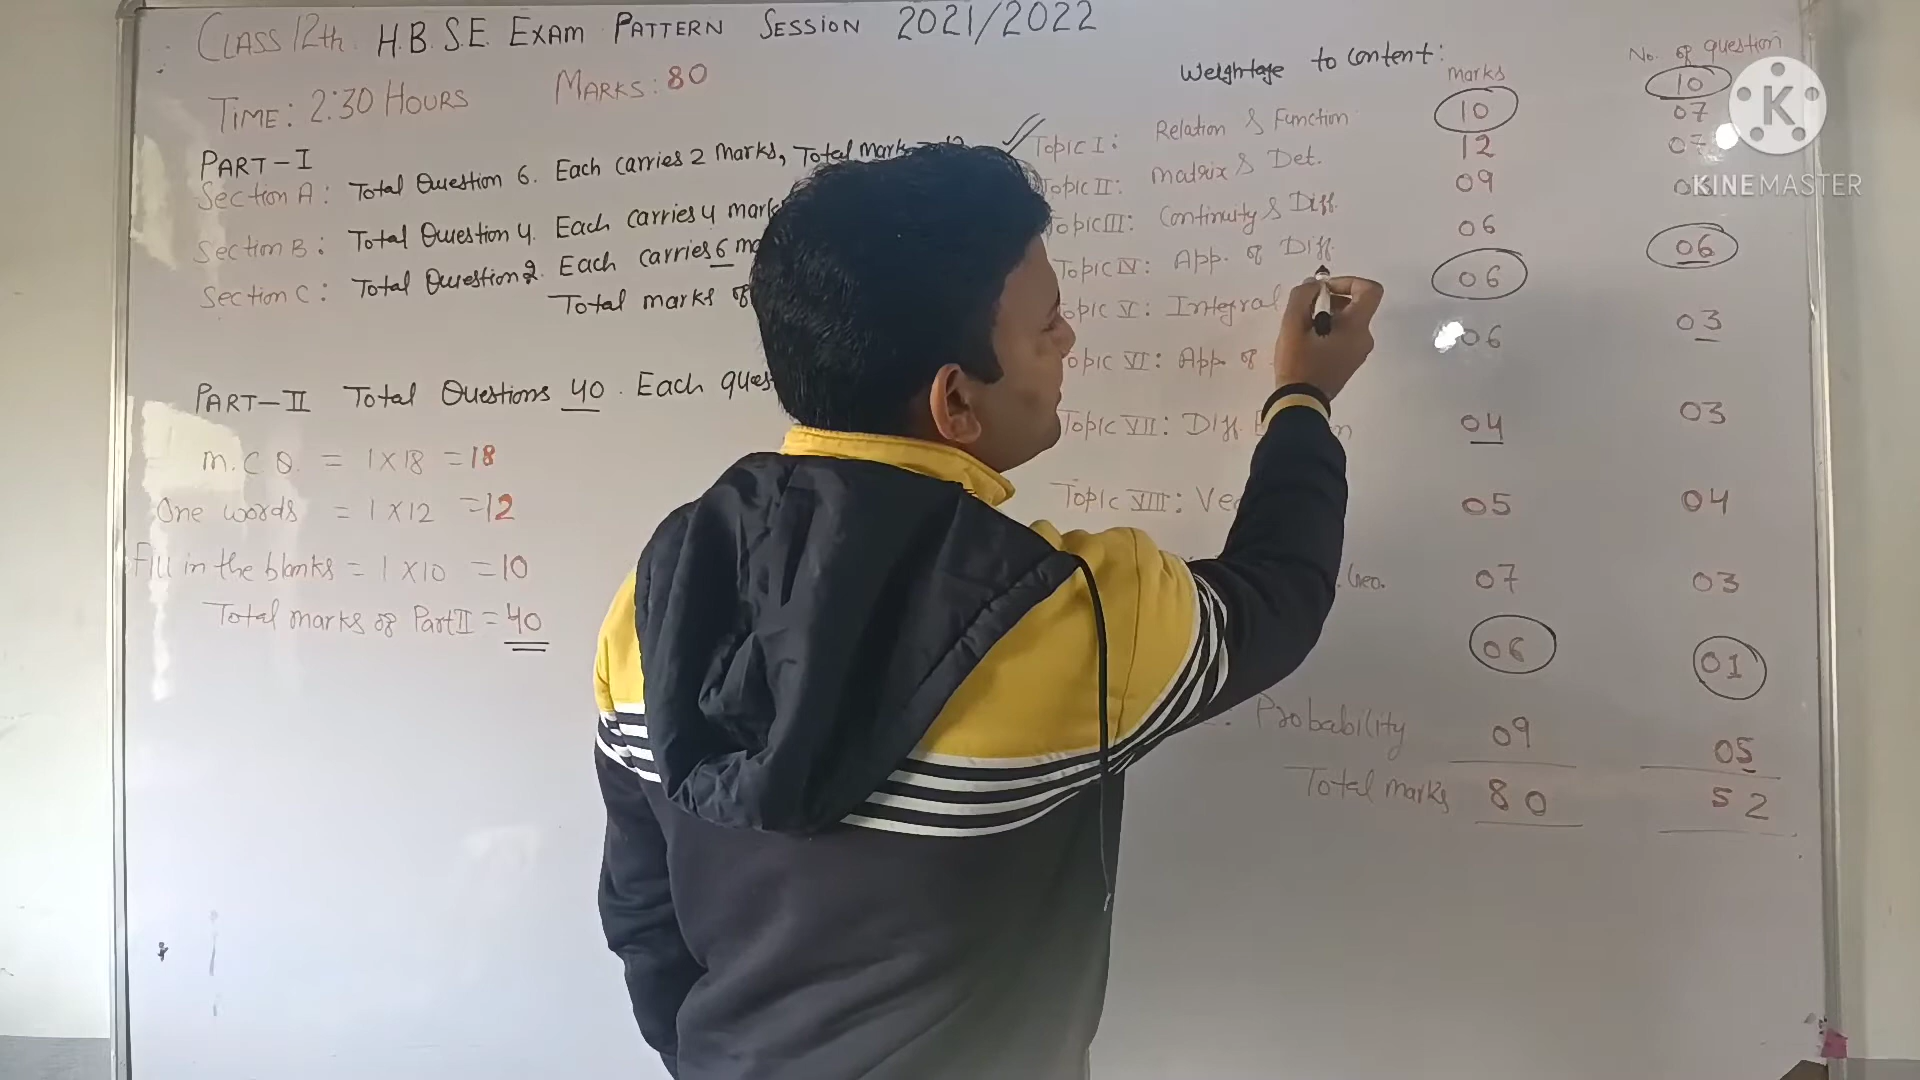 CLASS 12th. H.B.S.E. EXAM PATTERN SESSION 2021/2022
TIME: 2:30 HOURS MARKS: 80
PART-I
Section A: Total Question 6. Each carries 2 marks, Total mark
Section B: Total Question 4. Each carries 4 mark
Section C: Total Question 2. Each carries 6 ma
Total marks of
PART-II Total Questions 40. Each ques
M.C.Q. = 1 X 18 = 18
One words = 1 X 12 = 12
Fill in the blanks = 1 X 10 = 10
Total marks of Part II = 40
Weightage to content:
marks
No. of question
Topic I: Relation & Function 10 10
Topic II: Matrix & Det. 12 07
Topic III: Continuity & Diff. 09 07
Topic IV: App. of Diff. 06
Topic V: Integral 06 06
Topic VI: App. of 06 03
Topic VII: Diff. 04 03
Topic VIII: Vec 05 04
Geo. 07 03
06 01
Probability 09 05
Total marks 80 52
K
KINEMASTER